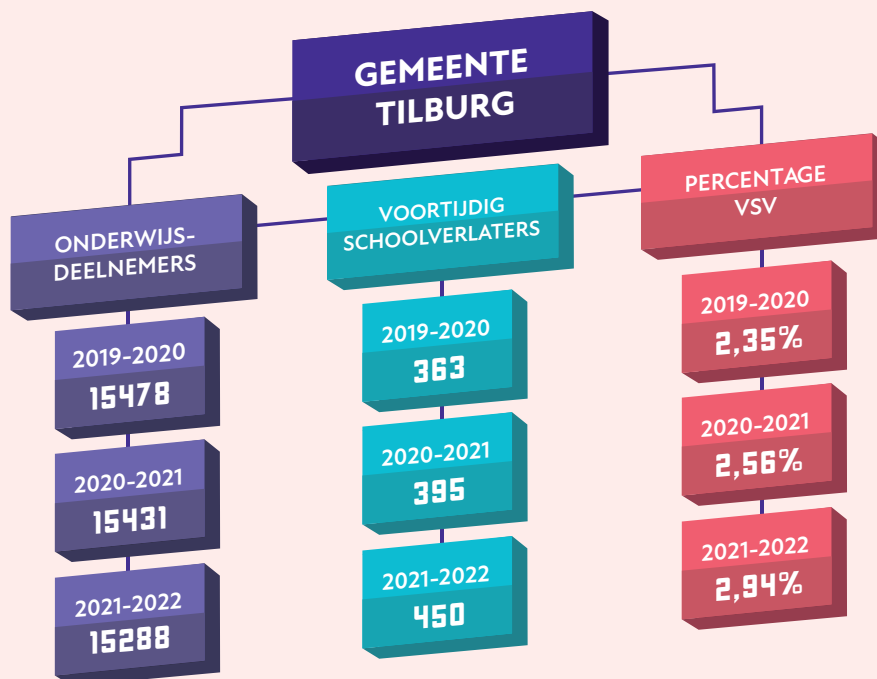 GEMEENTE
TILBURG
ONDERWIJS-
DEELNEMERS
2019-2020
15478
2020-2021
15431
2021-2022
15288
VOORTIJDIG
SCHOOLVERLATERS
2019-2020
363
2020-2021
395
2021-2022
450
PERCENTAGE
VSV
2019-2020
2,35%
2020-2021
2,56%
2021-2022
2,94%